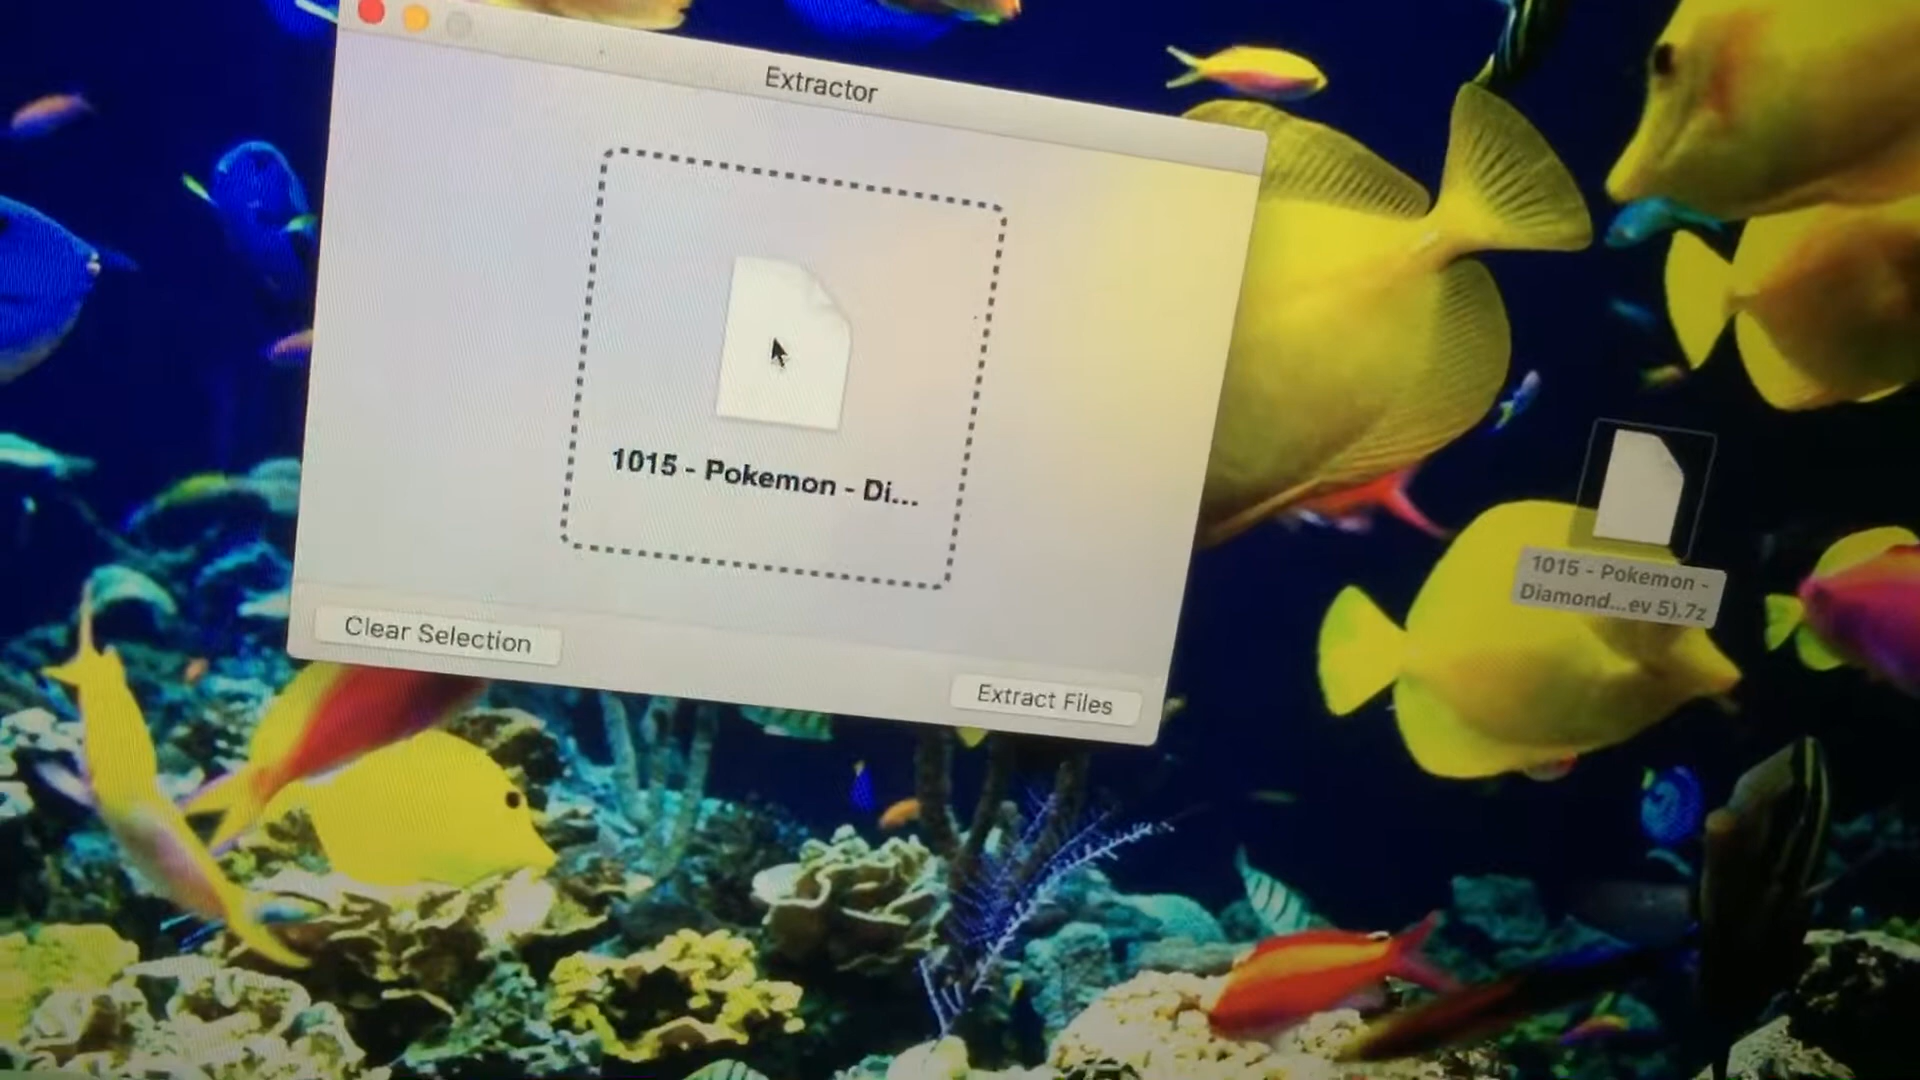 Extractor
1015 - Pokemon - Di...
Clear Selection
Extract Files
1015 - Pokemon -
Diamond...ev 5).7z